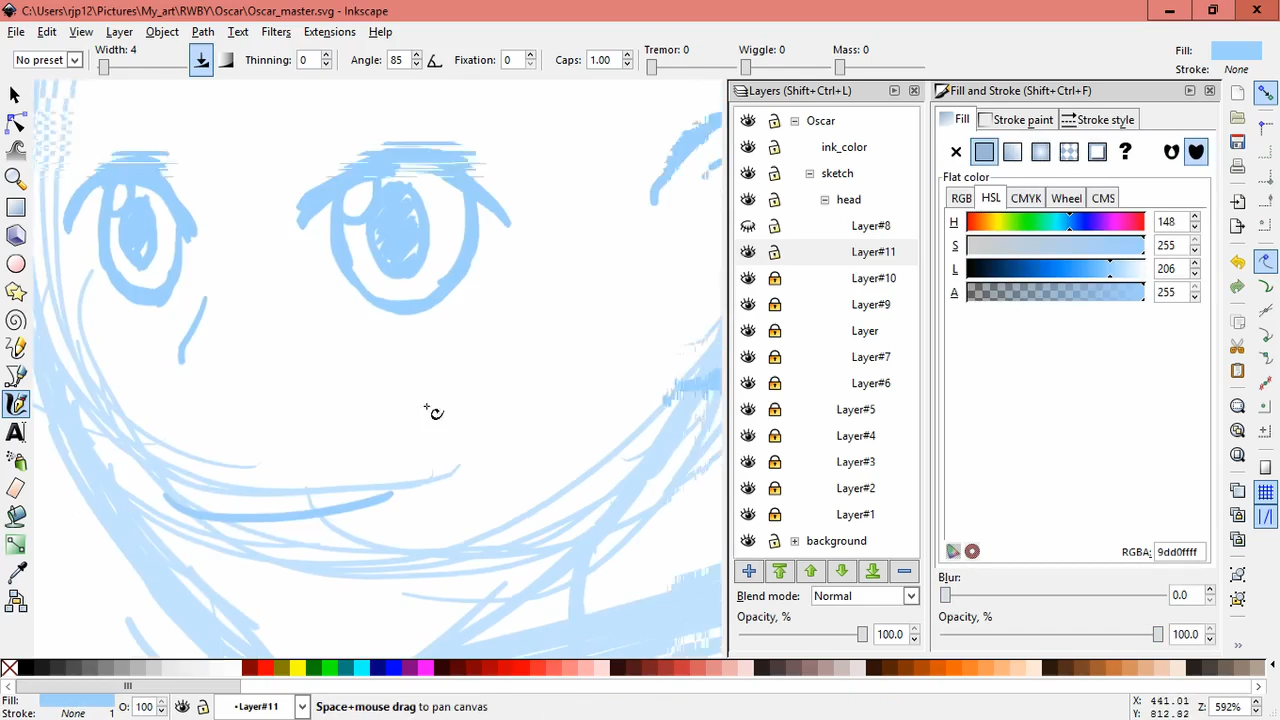 C:\Users\rjp12\Pictures\My_art\RWBY\Oscar\Oscar_master.svg - Inkscape
File Edit View Layer Object Path Filters Text Extensions Help
No preset Width: 4 Thinning: 0 Angle: 85 Fixation: 0 Caps: 1.00 Tremor: 0 Wiggle: 0 Mass: 0 Fill:
Stroke: None
Layers (Shift+Ctrl+L)
Oscar
ink_color
sketch
head
Layer#8
Layer#11
Layer#10
Layer#9
Layer
Layer#7
Layer#6
Layer#5
Layer#4
Layer#3
Layer#2
Layer#1
background
Blend mode: Normal
Opacity, %
100.0
Fill and Stroke (Shift+Ctrl+F)
Fill Stroke paint Stroke style
?
Flat color
RGB HSL CMYK Wheel CMS
H 148
S 255
L 206
A 255
RGBA: 9dd0ffff
Blur:
0.0
Opacity, %
100.0
Fill:
Stroke: None 1 O: 100 •Layer#11 Space+mouse drag to pan canvas
X: 441.01
Y: 812.82
Z: 592%